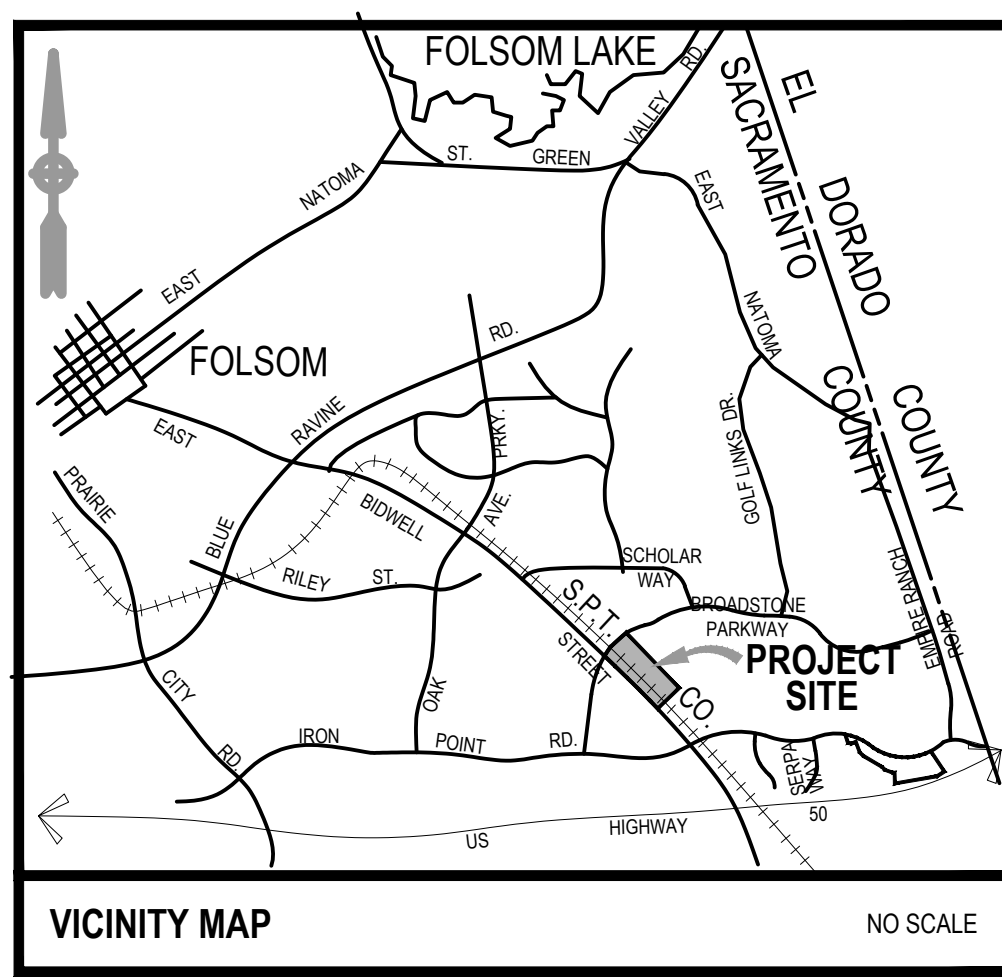 FOLSOM LAKE
EAST NATOMA ST.
GREEN VALLEY RD.
EL DORADO COUNTY
SACRAMENTO COUNTY
EAST NATOMA
FOLSOM
EAST BIDWELL STREET
BLUE RAVINE RD.
OAK AVE. PRKY.
GOLF LINKS DR.
PRAIRIE CITY RD.
RILEY ST.
SCHOLAR
WAY
S.P.T. CO.
BROADSTONE
PARKWAY
EMPIRE RANCH
ROAD
PROJECT
SITE
IRON POINT RD.
SERPA
WAY
US HIGHWAY 50
VICINITY MAP
NO SCALE